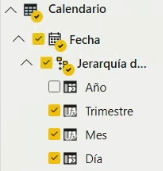 Calendario
Fecha
Jerarquía d...
Año
Trimestre
Mes
Día